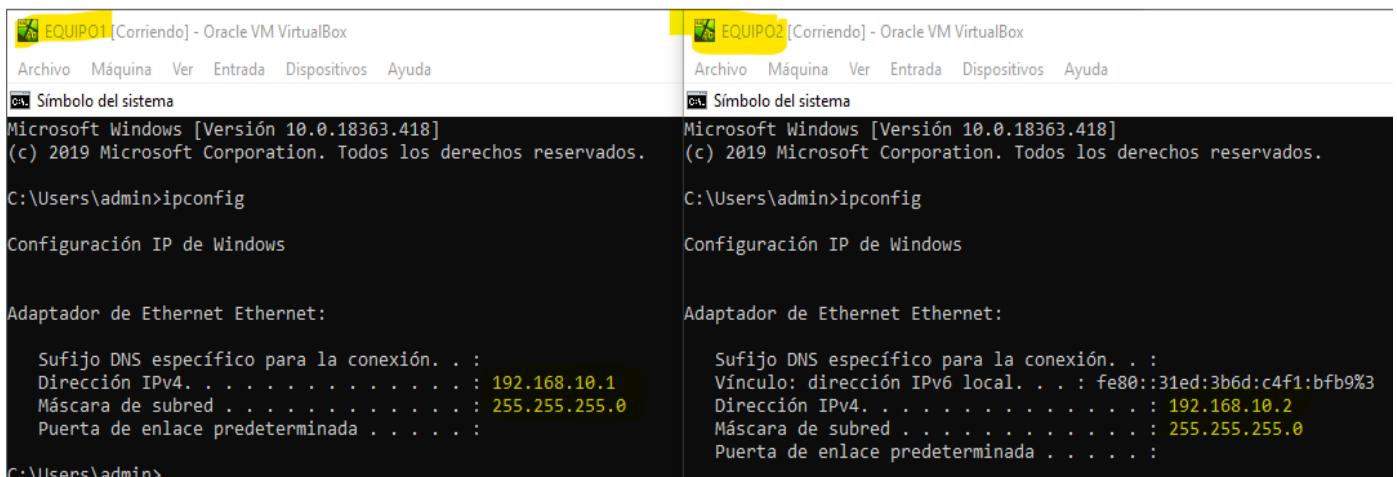 EQUIPO1 [Corriendo] - Oracle VM VirtualBox
Archivo Máquina Ver Entrada Dispositivos Ayuda
Símbolo del sistema
Microsoft Windows [Versión 10.0.18363.418]
(c) 2019 Microsoft Corporation. Todos los derechos reservados.
C:\Users\admin>ipconfig
Configuración IP de Windows
Adaptador de Ethernet Ethernet:
Sufijo DNS específico para la conexión. . :
Dirección IPv4. . . . . . . . . . . . . . : 192.168.10.1
Máscara de subred . . . . . . . . . . . . : 255.255.255.0
Puerta de enlace predeterminada . . . . . :
C:\Users\admin>
EQUIPO2 [Corriendo] - Oracle VM VirtualBox
Archivo Máquina Ver Entrada Dispositivos Ayuda
Símbolo del sistema
Microsoft Windows [Versión 10.0.18363.418]
(c) 2019 Microsoft Corporation. Todos los derechos reservados.
C:\Users\admin>ipconfig
Configuración IP de Windows
Adaptador de Ethernet Ethernet:
Sufijo DNS específico para la conexión. . :
Vínculo: dirección IPv6 local. . . : fe80::31ed:3b6d:c4f1:bfb9%3
Dirección IPv4. . . . . . . . . . . . . . : 192.168.10.2
Máscara de subred . . . . . . . . . . . . : 255.255.255.0
Puerta de enlace predeterminada . . . . . :